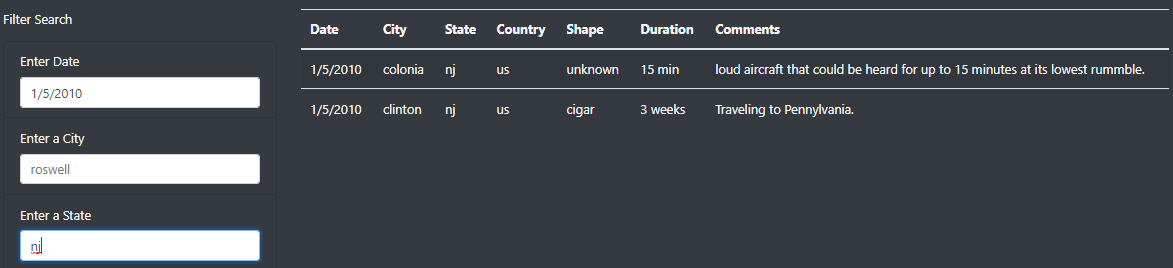 Filter Search
Enter Date
1/5/2010
Enter a City
roswell
Enter a State
nj
Date City State Country Shape Duration Comments
1/5/2010 colonia nj us unknown 15 min loud aircraft that could be heard for up to 15 minutes at its lowest rummble.
1/5/2010 clinton nj us cigar 3 weeks Traveling to Pennylvania.